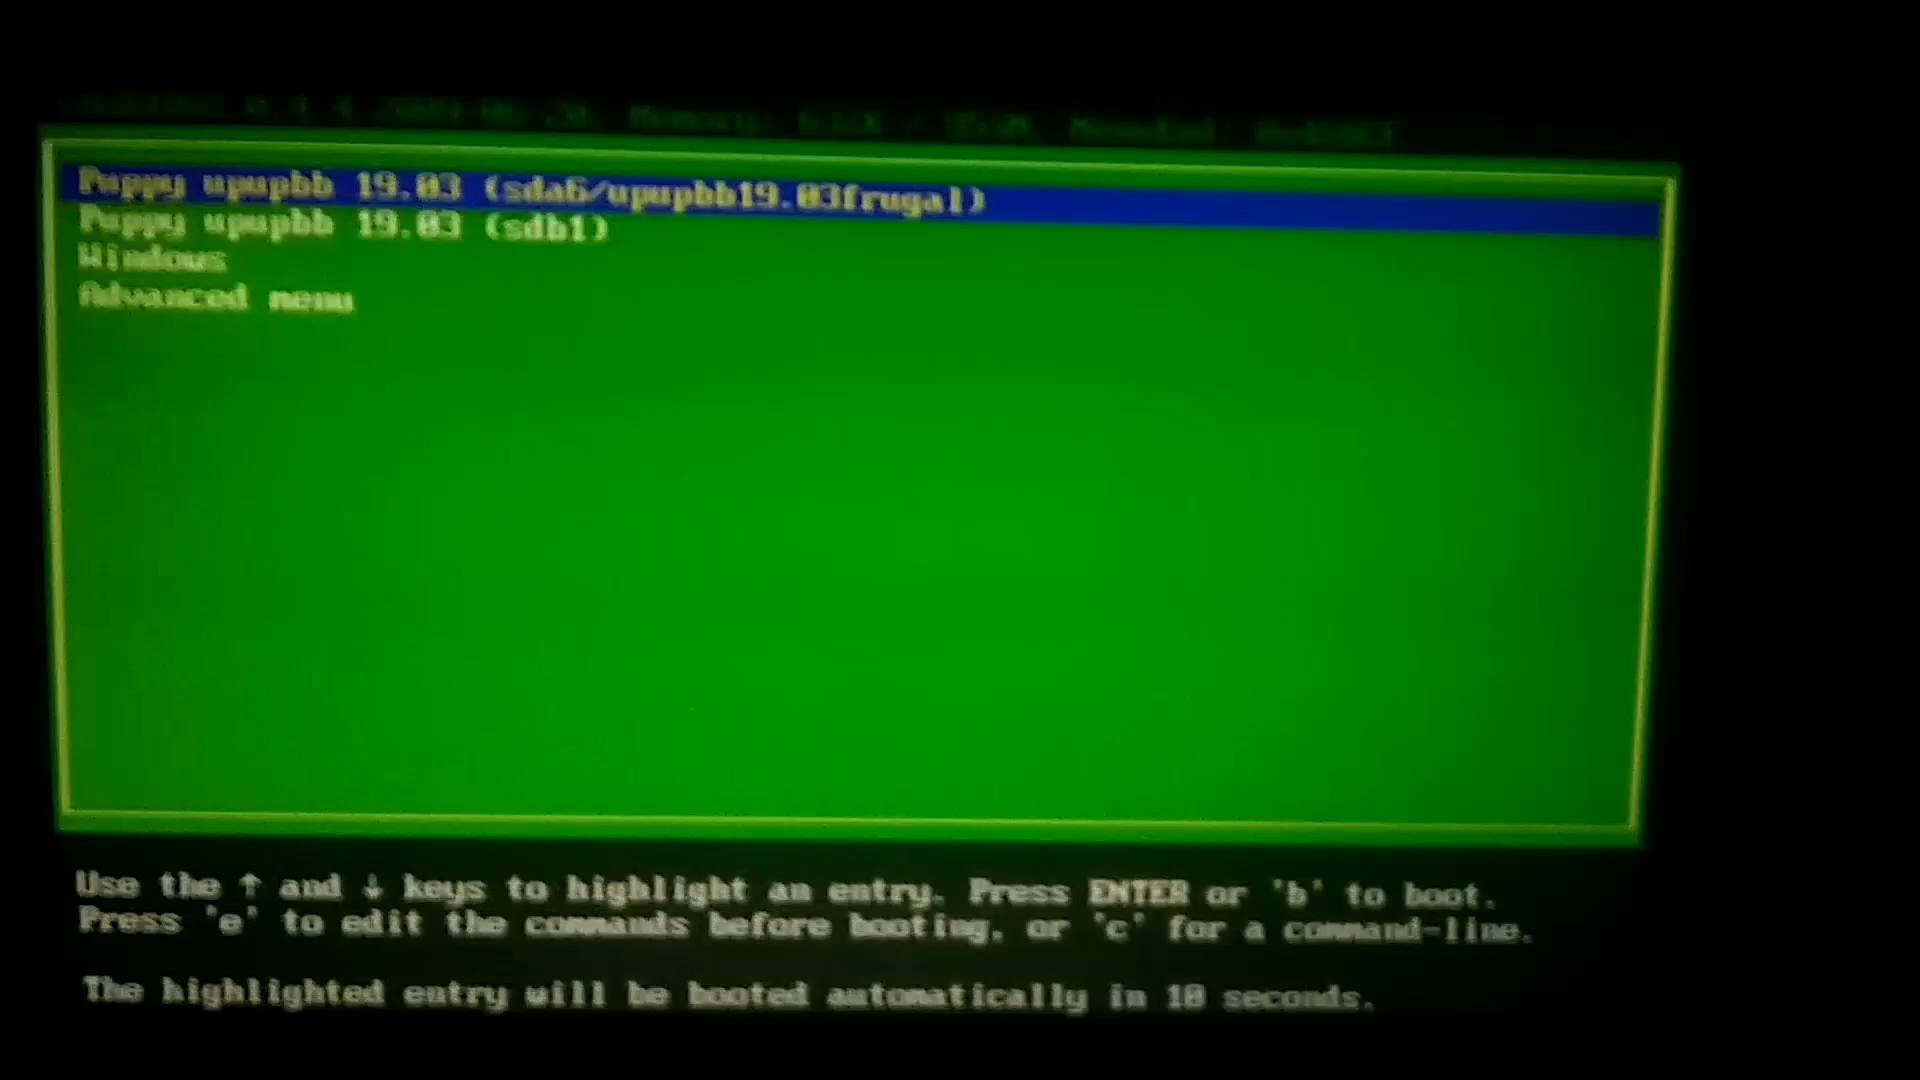 Puppy upupbb 19.03 (sda6/upupbb19.03frugal)
Puppy upupbb 19.03 (sdb1)
Windows
Advanced menu
Use the ↑ and ↓ keys to highlight an entry. Press ENTER or 'b' to boot.
Press 'e' to edit the commands before booting, or 'c' for a command-line.
The highlighted entry will be booted automatically in 10 seconds.